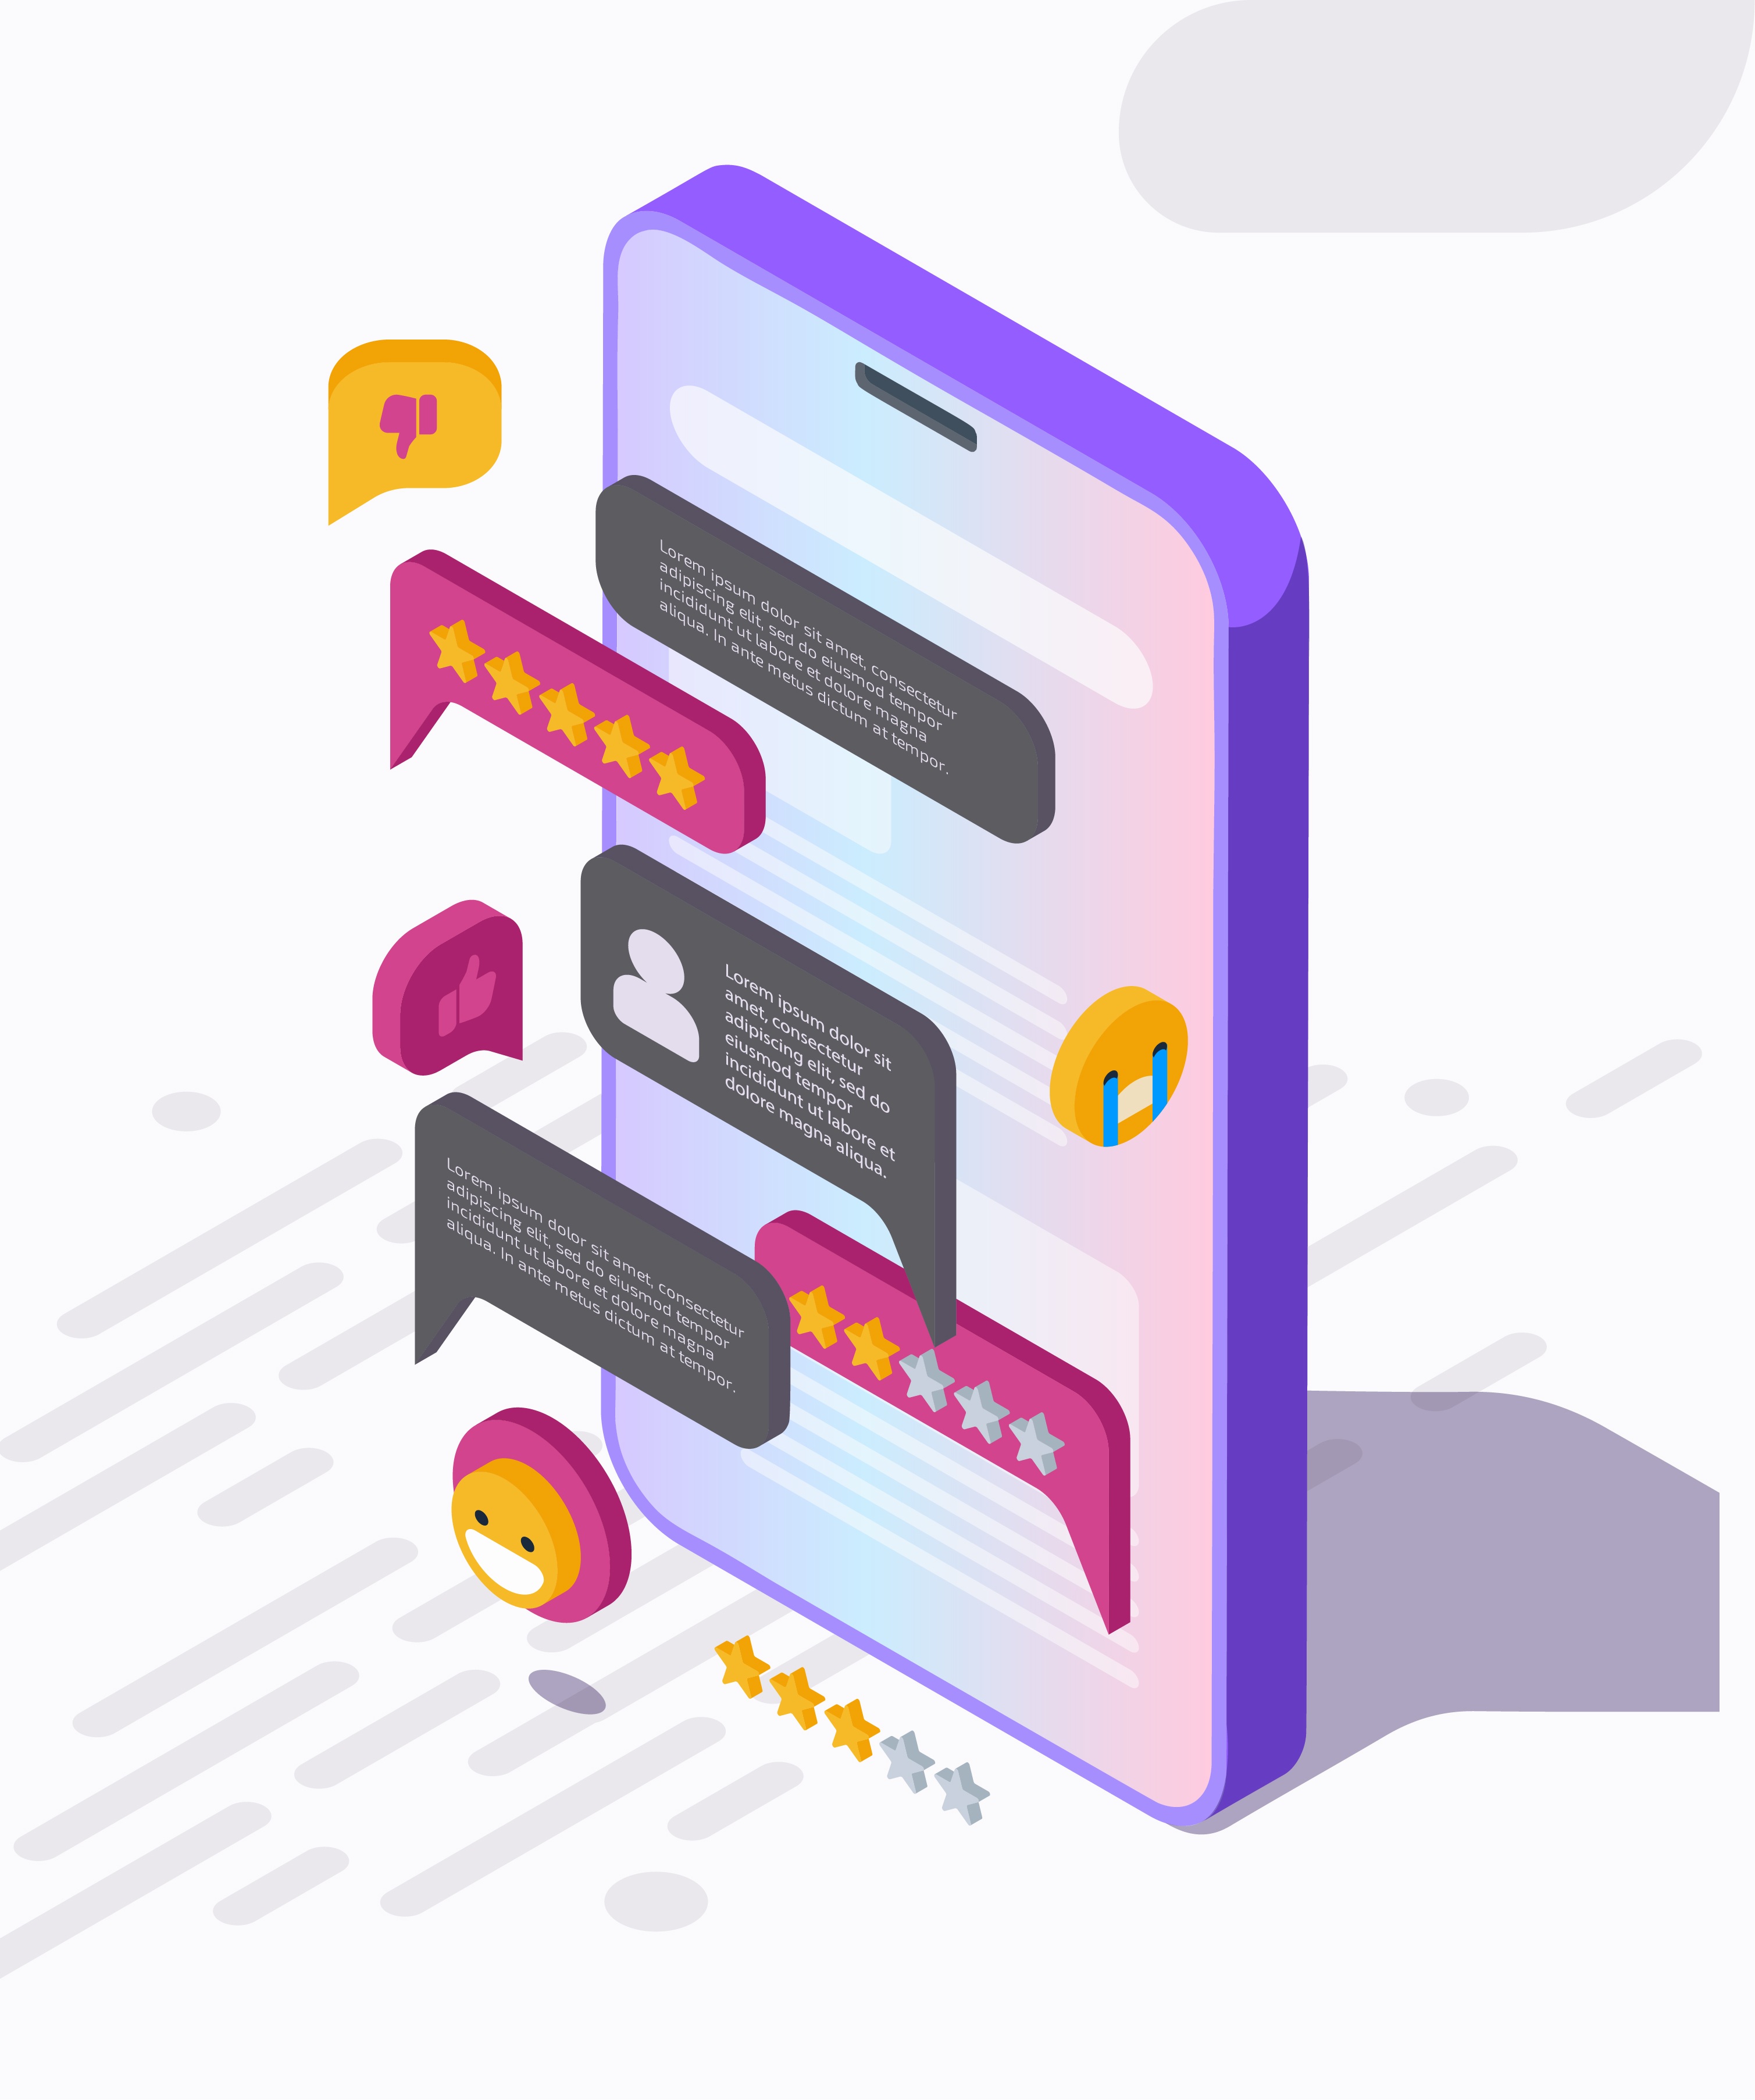 Lorem ipsum dolor sit amet, consectetur
adipiscing elit, sed do eiusmod tempor
incididunt ut labore et dolore magna
aliqua. In ante metus dictum at tempor.
Lorem ipsum dolor sit
amet, consectetur
adipiscing elit, sed do
eiusmod tempor
incididunt ut labore et
dolore magna aliqua.
Lorem ipsum dolor sit amet, consectetur
adipiscing elit, sed do eiusmod tempor
incididunt ut labore et dolore magna
aliqua. In ante metus dictum at tempor.